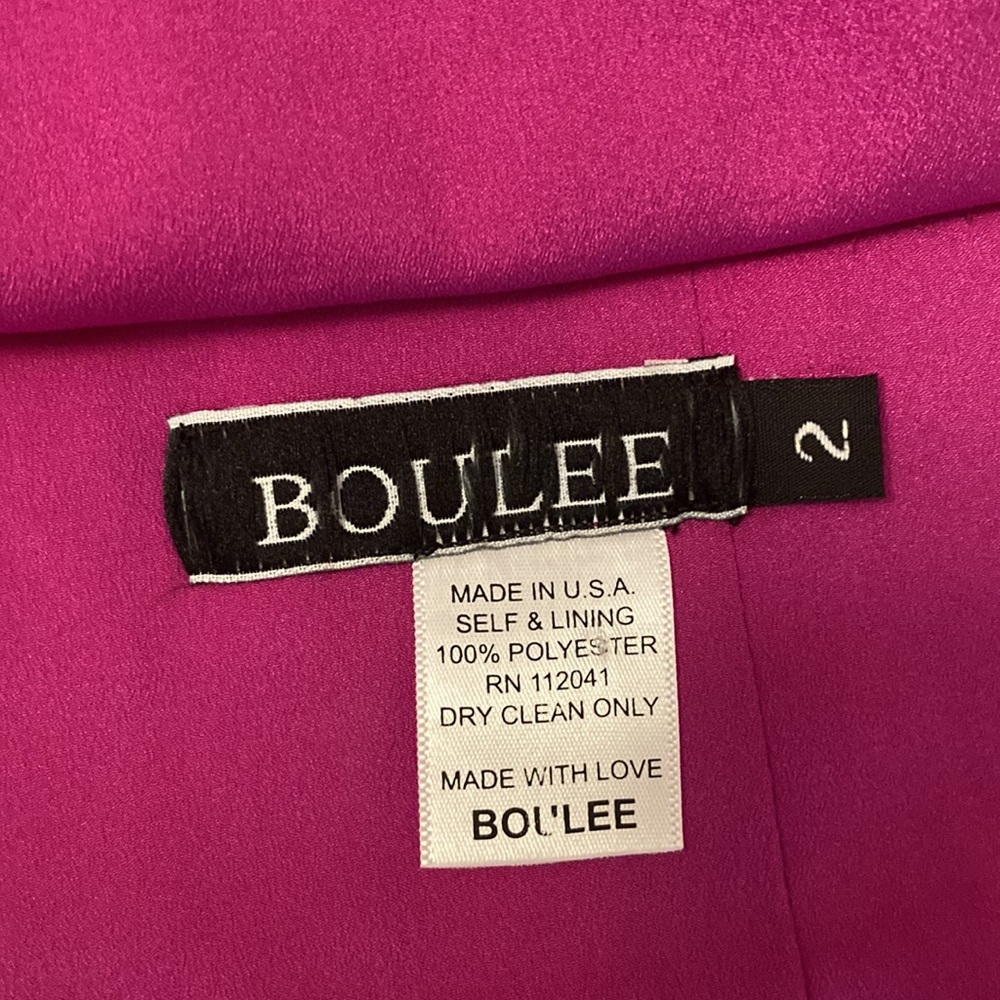 BOULEE
2
MADE IN U.S.A.
SELF & LINING
100% POLYESTER
RN 112041
DRY CLEAN ONLY
MADE WITH LOVE
BOU'LEE